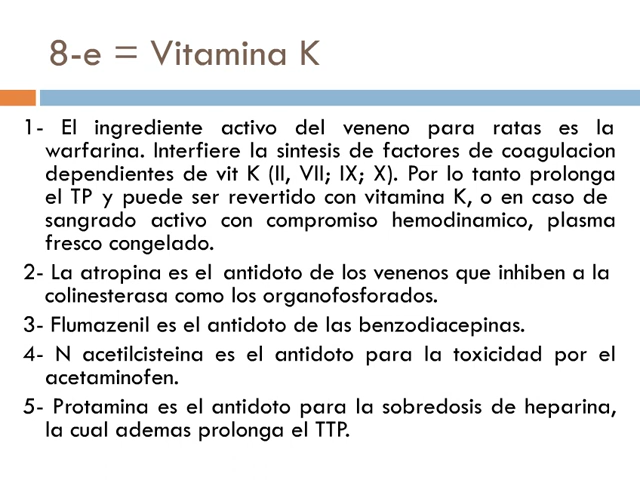 8-e = Vitamina K
1- El ingrediente activo del veneno para ratas es la
warfarina. Interfiere la sintesis de factores de coagulacion
dependientes de vit K (II, VII; IX; X). Por lo tanto prolonga
el TP y puede ser revertido con vitamina K, o en caso de
sangrado activo con compromiso hemodinamico, plasma
fresco congelado.
2- La atropina es el antidoto de los venenos que inhiben a la
colinesterasa como los organofosforados.
3- Flumazenil es el antidoto de las benzodiacepinas.
4- N acetilcisteina es el antidoto para la toxicidad por el
acetaminofen.
5- Protamina es el antidoto para la sobredosis de heparina,
la cual ademas prolonga el TTP.